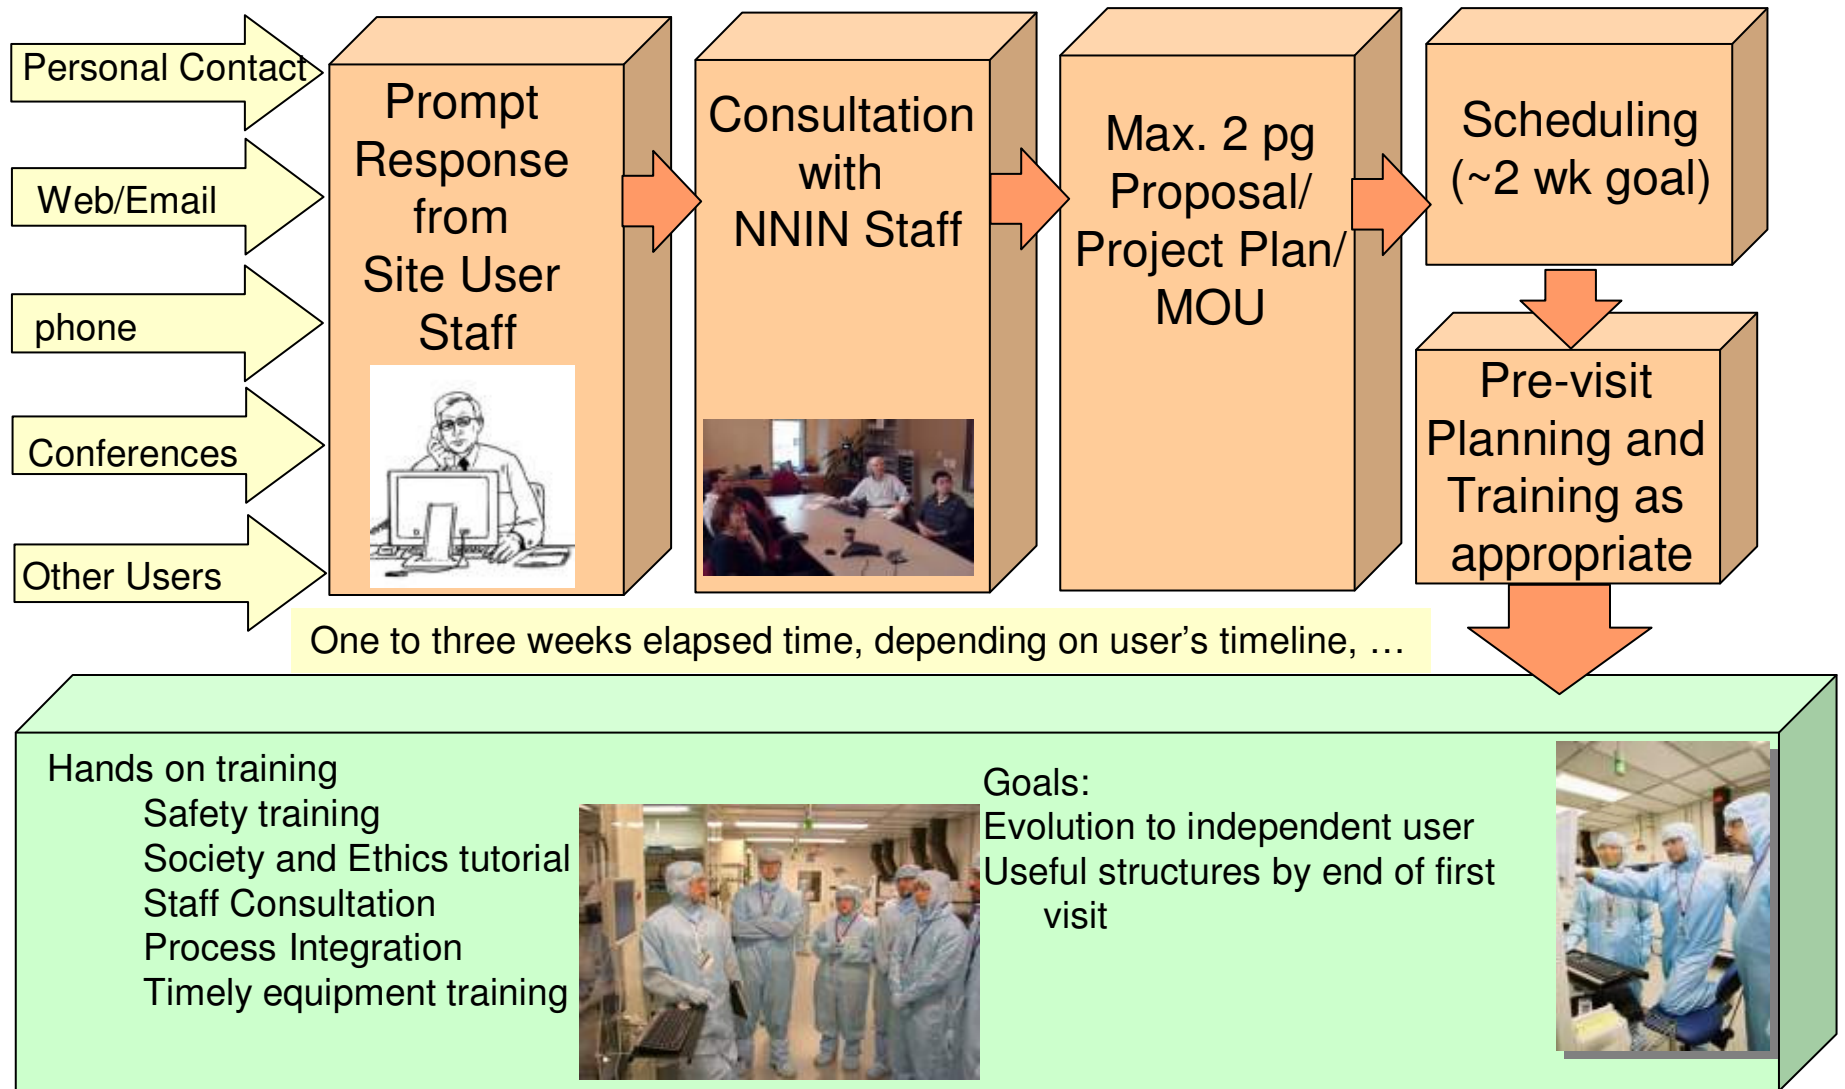 Personal Contact
Web/Email
phone
Conferences
Other Users
Prompt
Response
from
Site User
Staff
Consultation
with
NNIN Staff
Max. 2 pg
Proposal/
Project Plan/
MOU
Scheduling
(~2 wk goal)
Pre-visit
Planning and
Training as
appropriate
One to three weeks elapsed time, depending on user's timeline, …
Hands on training
Safety training
Society and Ethics tutorial
Staff Consultation
Process Integration
Timely equipment training
Goals:
Evolution to independent user
Useful structures by end of first
visit